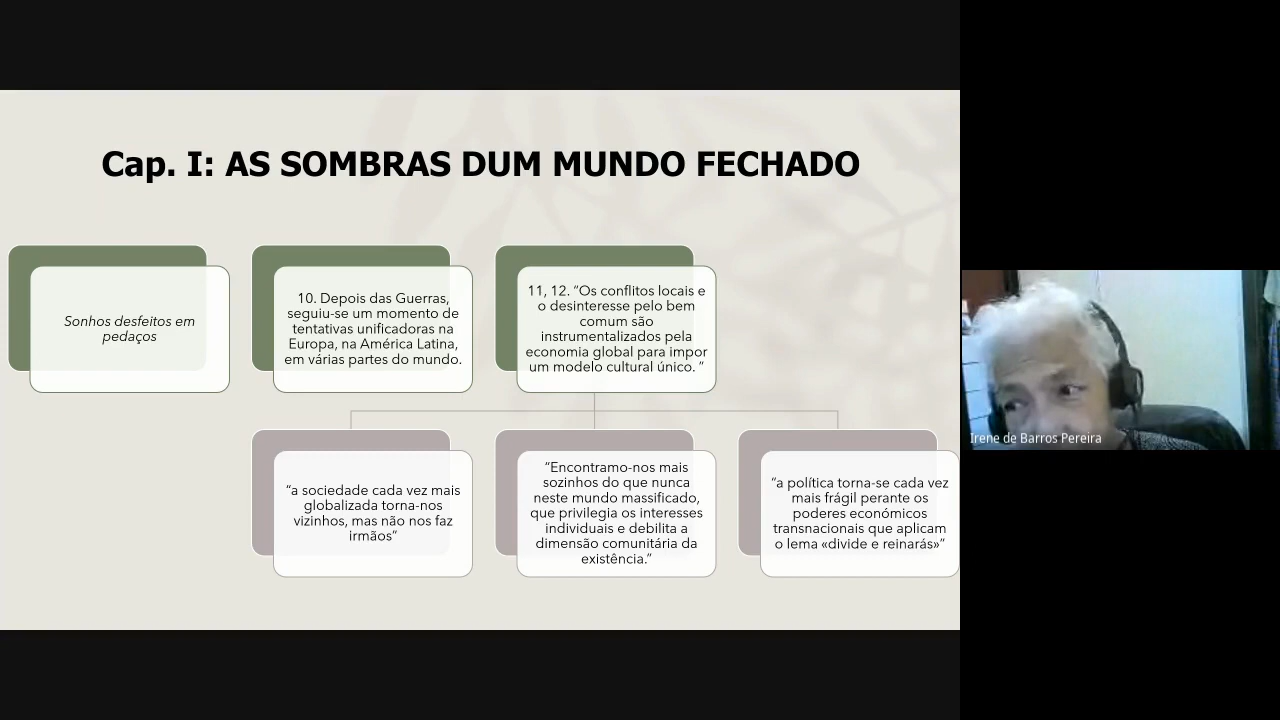 Cap. I: AS SOMBRAS DUM MUNDO FECHADO
Sonhos desfeitos em
pedaços
10. Depois das Guerras,
seguiu-se um momento de
tentativas unificadoras na
Europa, na América Latina,
em várias partes do mundo.
11, 12. “Os conflitos locais e
o desinteresse pelo bem
comum são
instrumentalizados pela
economia global para impor
um modelo cultural único. ”
“a sociedade cada vez mais
globalizada torna-nos
vizinhos, mas não nos faz
irmãos”
“Encontramo-nos mais
sozinhos do que nunca
neste mundo massificado,
que privilegia os interesses
individuais e debilita a
dimensão comunitária da
existência.”
“a política torna-se cada vez
mais frágil perante os
poderes económicos
transnacionais que aplicam
o lema «divide e reinarás»”
Irene de Barros Pereira